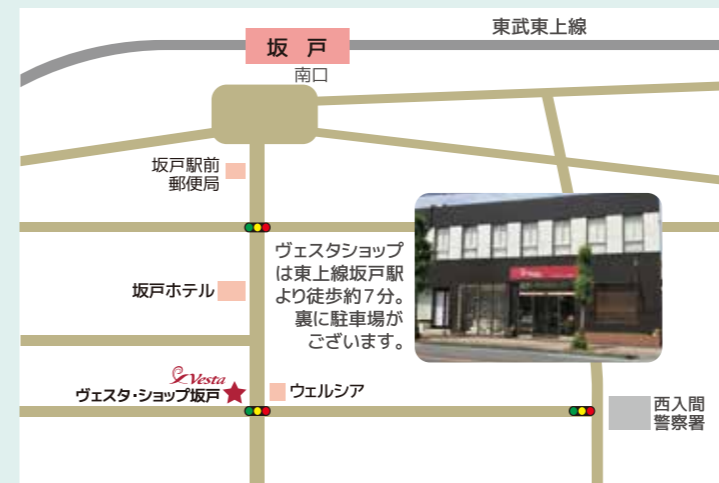 東武東上線
坂 戸
南口
坂戸駅前
郵便局
ヴェスタショップ
は東上線坂戸駅
より徒歩約7分。
裏に駐車場が
ございます。
Vesta
坂戸ホテル
Vesta
ヴェスタ・ショップ坂戸
ウェルシア
西入間
警察署